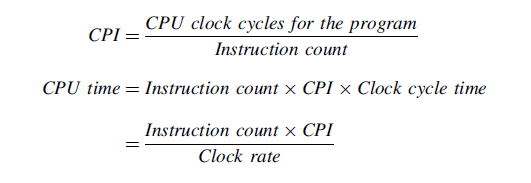 CPI = CPU clock cycles for the program / Instruction count
CPU time = Instruction count × CPI × Clock cycle time
= Instruction count × CPI / Clock rate